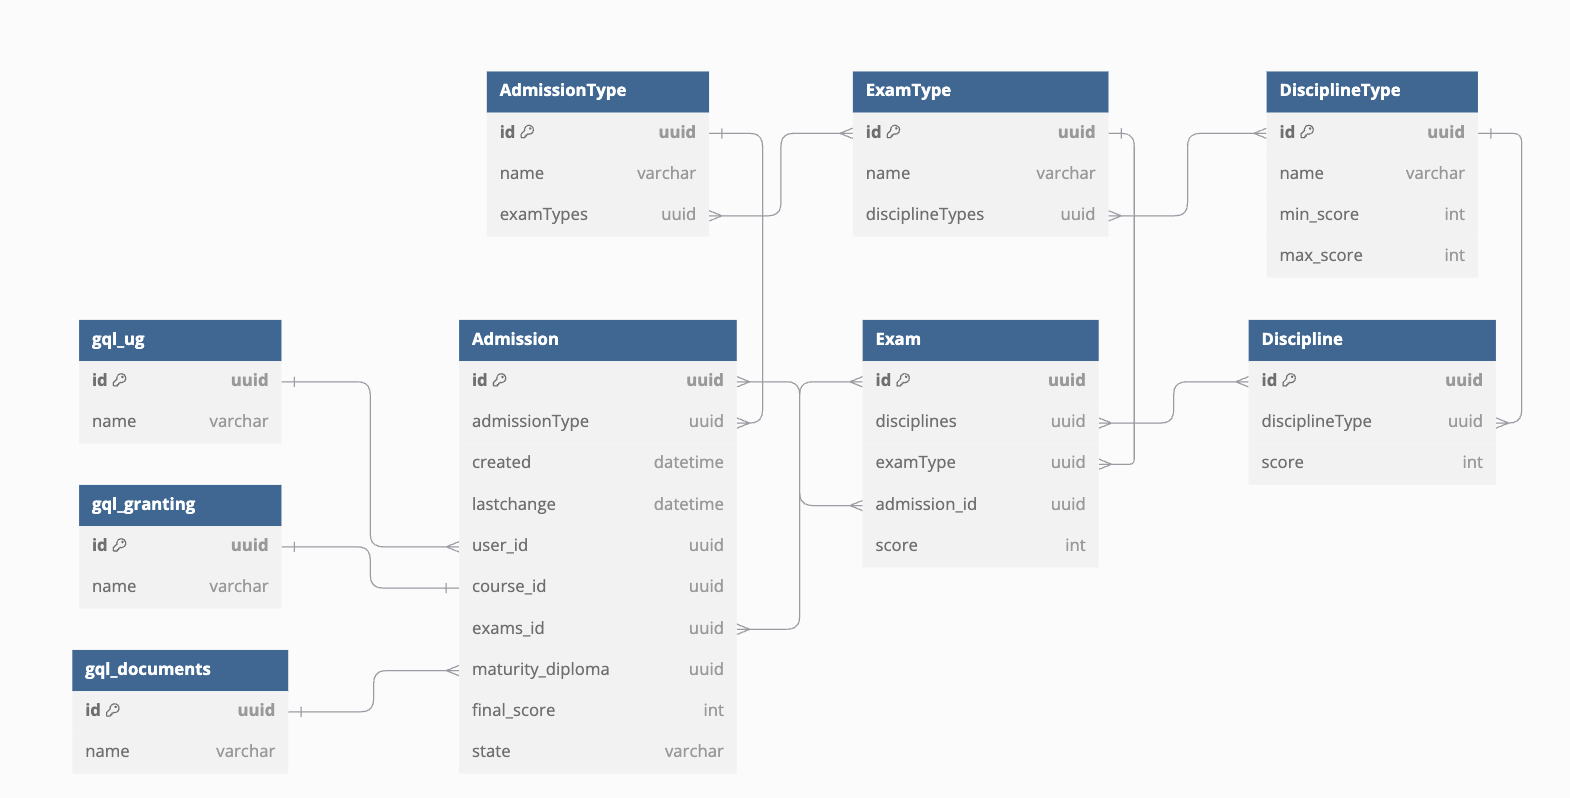 AdmissionType
id uuid
name varchar
examTypes uuid
ExamType
id uuid
name varchar
disciplineTypes uuid
DisciplineType
id uuid
name varchar
min_score int
max_score int
gql_ug
id uuid
name varchar
gql_granting
id uuid
name varchar
gql_documents
id uuid
name varchar
Admission
id uuid
admissionType uuid
created datetime
lastchange datetime
user_id uuid
course_id uuid
exams_id uuid
maturity_diploma uuid
final_score int
state varchar
Exam
id uuid
disciplines uuid
examType uuid
admission_id uuid
score int
Discipline
id uuid
disciplineType uuid
score int